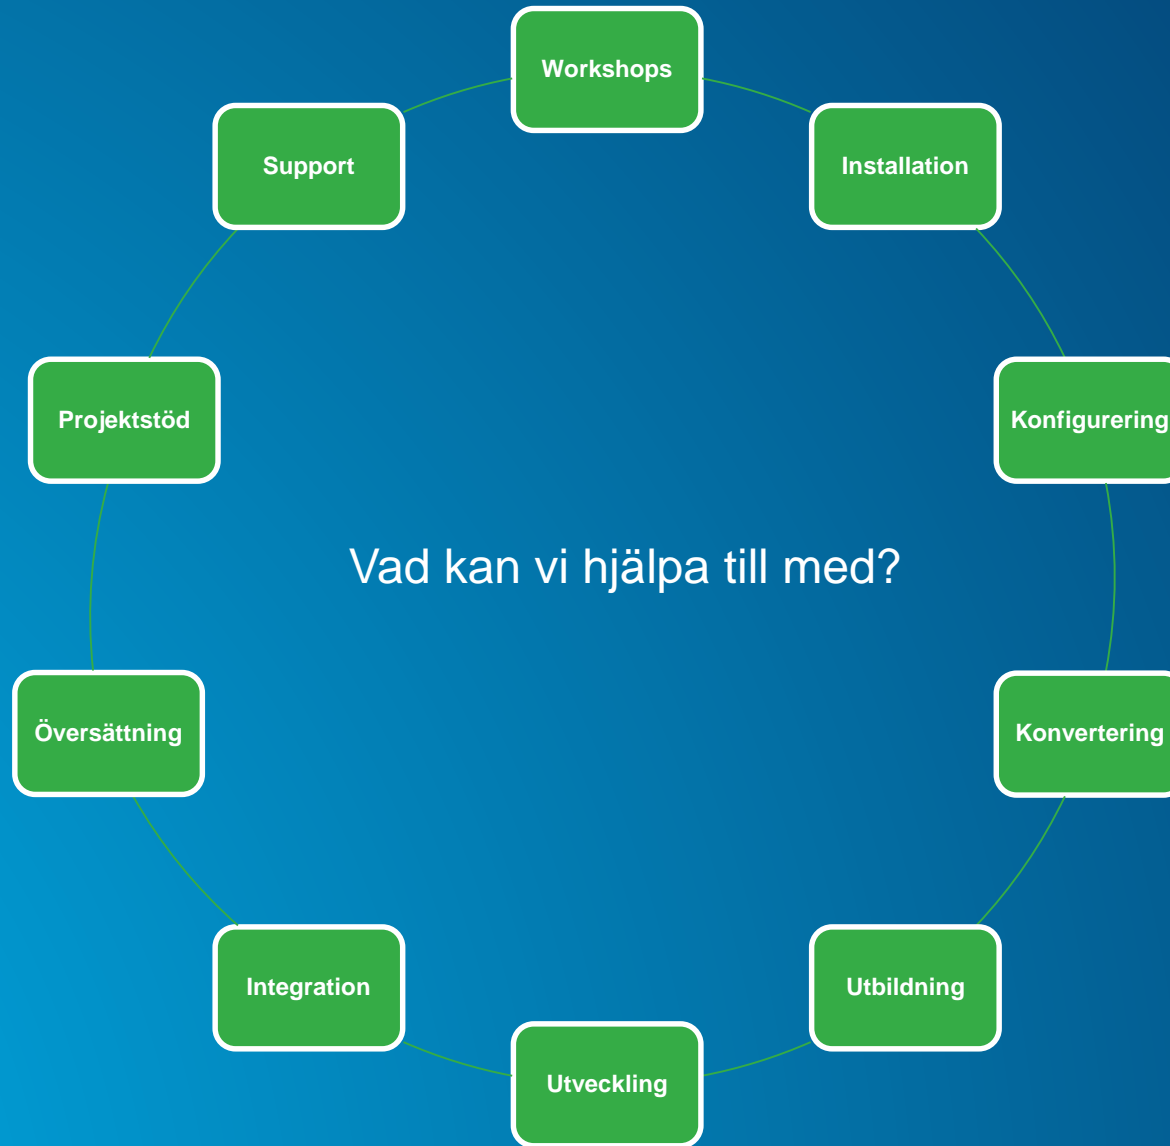 Workshops
Installation
Konfigurering
Konvertering
Utbildning
Utveckling
Integration
Översättning
Projektstöd
Support
Vad kan vi hjälpa till med?